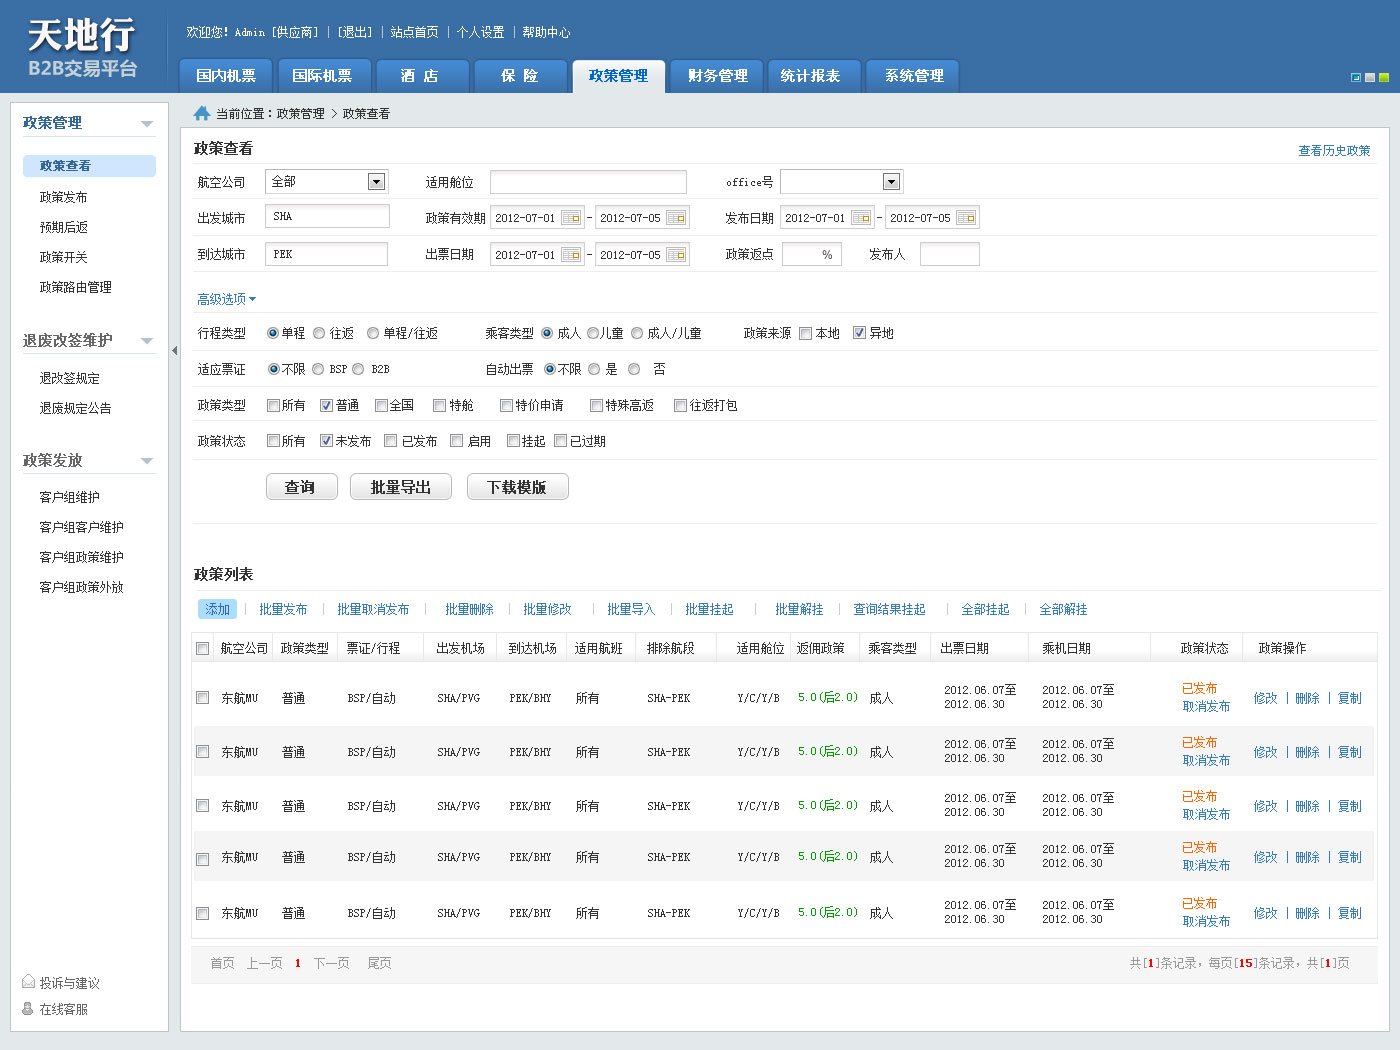 天地行
B2B交易平台
欢迎您! Admin [供应商] | [退出] | 站点首页 | 个人设置 | 帮助中心
国内机票 国际机票 酒 店 保 险 政策管理 财务管理 统计报表 系统管理
政策管理
政策查看
政策发布
预期后返
政策开关
政策路由管理
退废改签维护
退改签规定
退废规定公告
政策发放
客户组维护
客户组客户维护
客户组政策维护
客户组政策外放
投诉与建议
在线客服
当前位置：政策管理 > 政策查看
政策查看 查看历史政策
航空公司 全部 适用舱位 office号
出发城市 SHA 政策有效期 2012-07-01 - 2012-07-05 发布日期 2012-07-01 - 2012-07-05
到达城市 PEK 出票日期 2012-07-01 - 2012-07-05 政策返点 % 发布人
高级选项
行程类型 单程 往返 单程/往返 乘客类型 成人 儿童 成人/儿童 政策来源 本地 异地
适应票证 不限 BSP B2B 自动出票 不限 是 否
政策类型 所有 普通 全国 特舱 特价申请 特殊高返 往返打包
政策状态 所有 未发布 已发布 启用 挂起 已过期
查询 批量导出 下载模版
政策列表
添加 | 批量发布 | 批量取消发布 | 批量删除 | 批量修改 | 批量导入 | 批量挂起 | 批量解挂 | 查询结果挂起 | 全部挂起 | 全部解挂
航空公司 政策类型 票证/行程 出发机场 到达机场 适用航班 排除航段 适用舱位 返佣政策 乘客类型 出票日期 乘机日期 政策状态 政策操作
东航MU 普通 BSP/自动 SHA/PVG PEK/BHY 所有 SHA-PEK Y/C/Y/B 5.0(后2.0) 成人 2012.06.07至 2012.06.07至 已发布 修改 | 删除 | 复制
2012.06.30 2012.06.30 取消发布
东航MU 普通 BSP/自动 SHA/PVG PEK/BHY 所有 SHA-PEK Y/C/Y/B 5.0(后2.0) 成人 2012.06.07至 2012.06.07至 已发布 修改 | 删除 | 复制
2012.06.30 2012.06.30 取消发布
东航MU 普通 BSP/自动 SHA/PVG PEK/BHY 所有 SHA-PEK Y/C/Y/B 5.0(后2.0) 成人 2012.06.07至 2012.06.07至 已发布 修改 | 删除 | 复制
2012.06.30 2012.06.30 取消发布
东航MU 普通 BSP/自动 SHA/PVG PEK/BHY 所有 SHA-PEK Y/C/Y/B 5.0(后2.0) 成人 2012.06.07至 2012.06.07至 已发布 修改 | 删除 | 复制
2012.06.30 2012.06.30 取消发布
东航MU 普通 BSP/自动 SHA/PVG PEK/BHY 所有 SHA-PEK Y/C/Y/B 5.0(后2.0) 成人 2012.06.07至 2012.06.07至 已发布 修改 | 删除 | 复制
2012.06.30 2012.06.30 取消发布
首页 上一页 1 下一页 尾页 共[1]条记录，每页[15]条记录，共[1]页